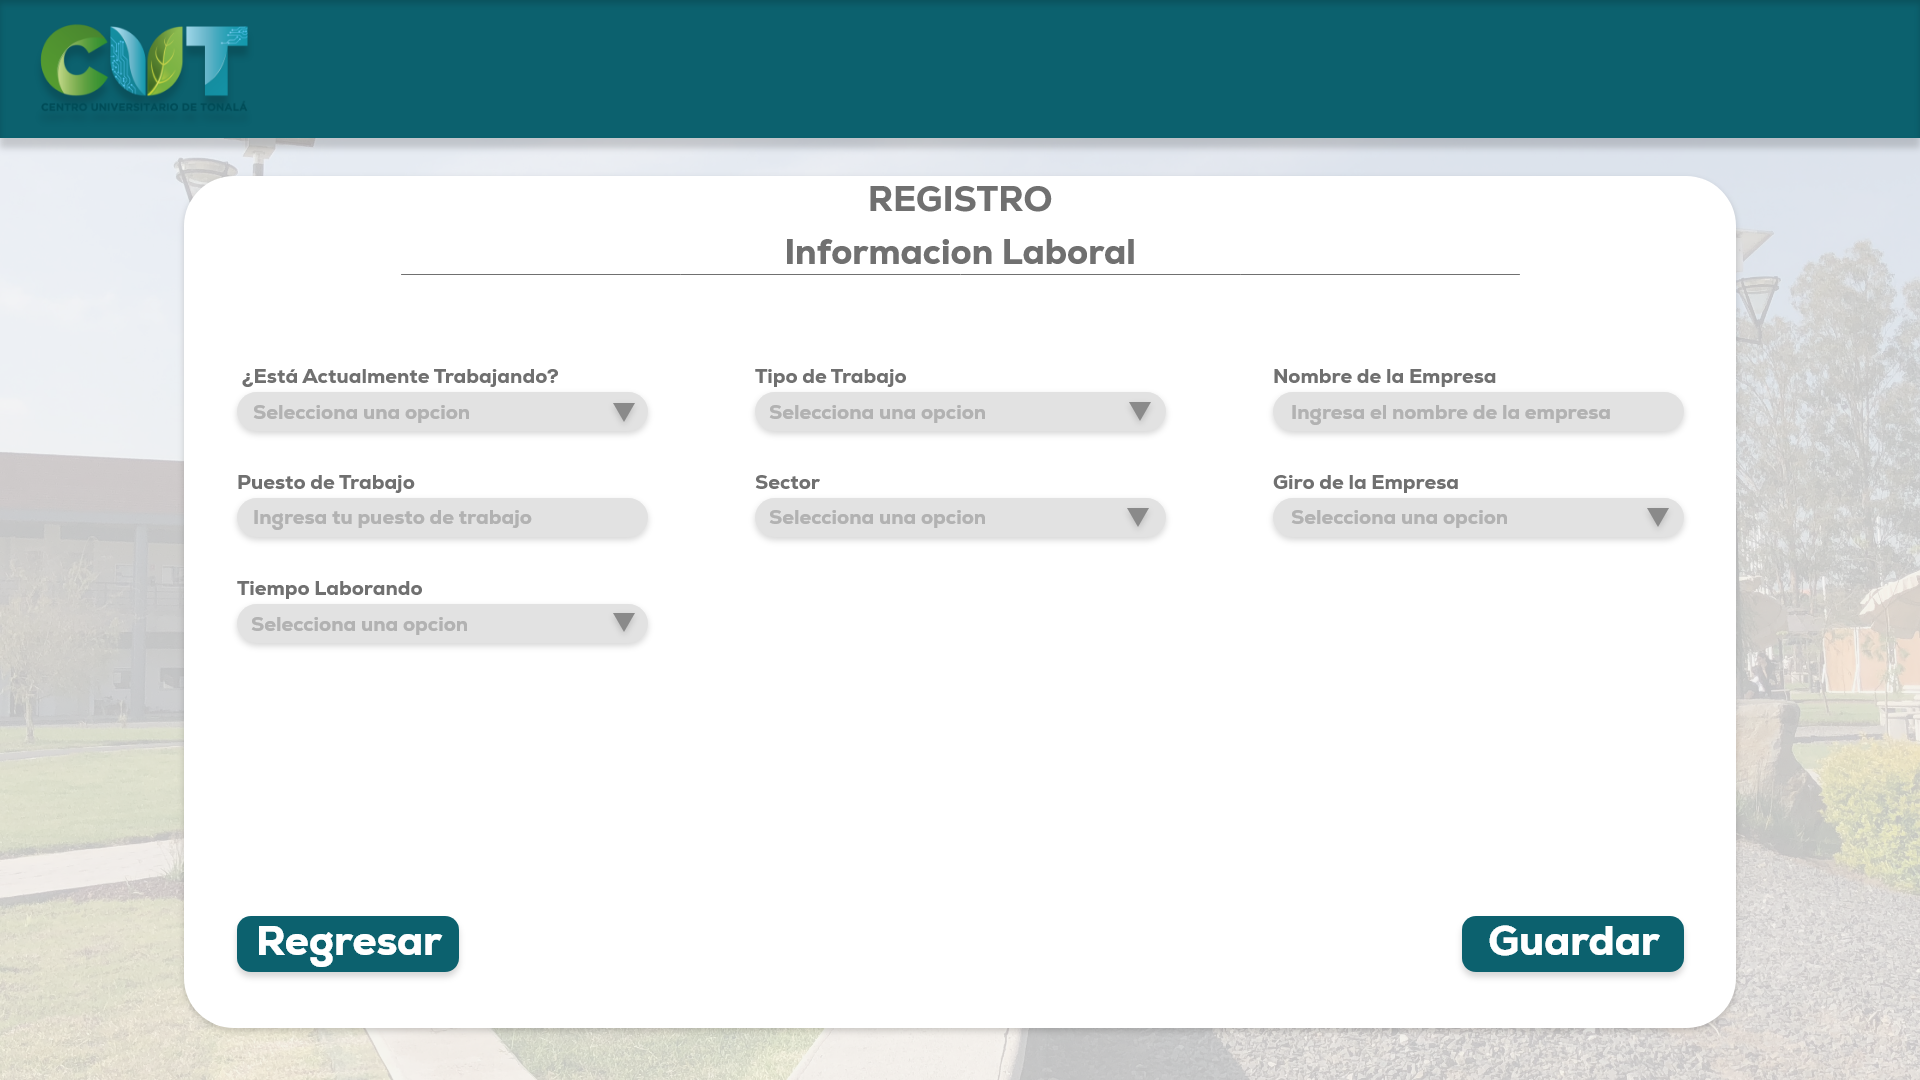 CUT
CENTRO UNIVERSITARIO DE TONALÁ
REGISTRO
Informacion Laboral
¿Está Actualmente Trabajando?
Selecciona una opcion
Tipo de Trabajo
Selecciona una opcion
Nombre de la Empresa
Ingresa el nombre de la empresa
Puesto de Trabajo
Ingresa tu puesto de trabajo
Sector
Selecciona una opcion
Giro de la Empresa
Selecciona una opcion
Tiempo Laborando
Selecciona una opcion
Regresar
Guardar